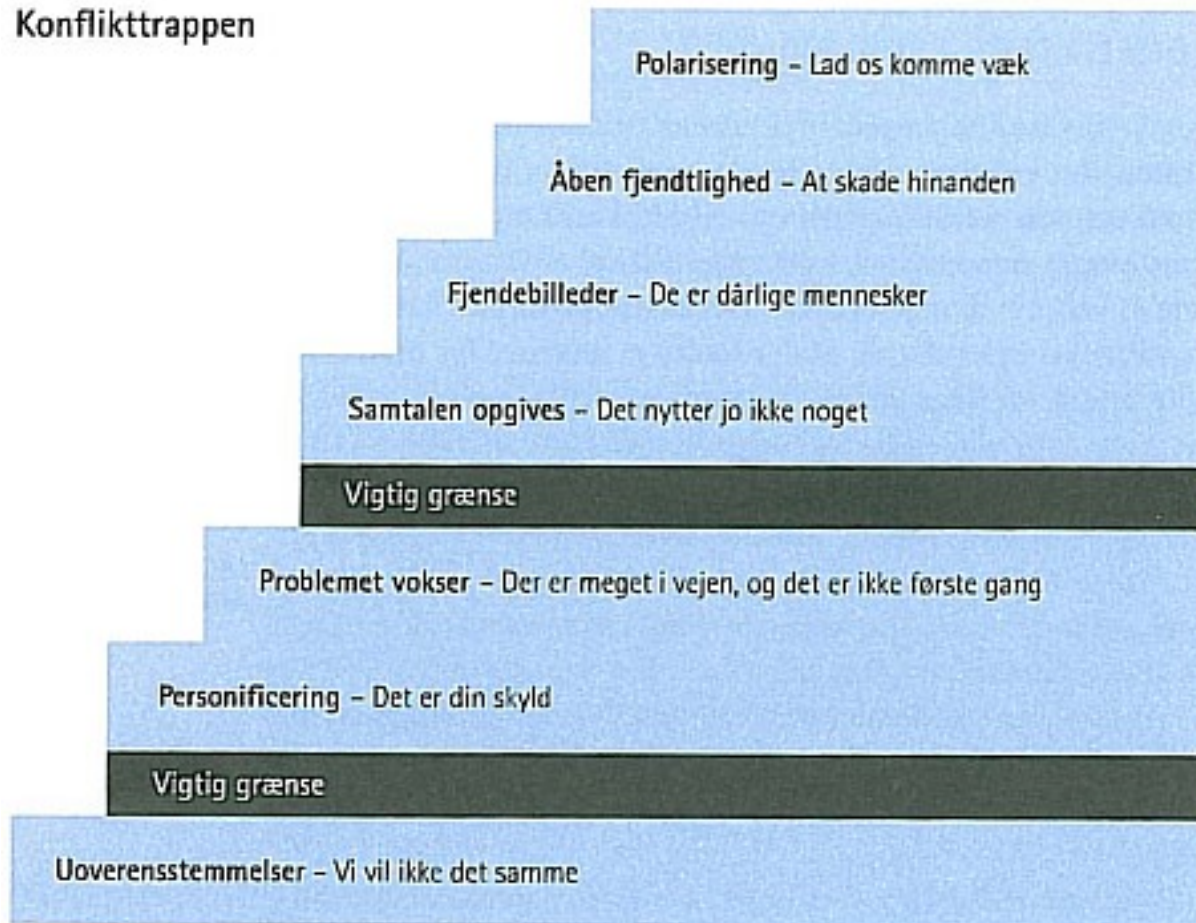 Konflikttrappen
Polarisering – Lad os komme væk
Åben fjendtlighed – At skade hinanden
Fjendebilleder – De er dårlige mennesker
Samtalen opgives – Det nytter jo ikke noget
Vigtig grænse
Problemet vokser – Der er meget i vejen, og det er ikke første gang
Personificering – Det er din skyld
Vigtig grænse
Uoverensstemmelser – Vi vil ikke det samme